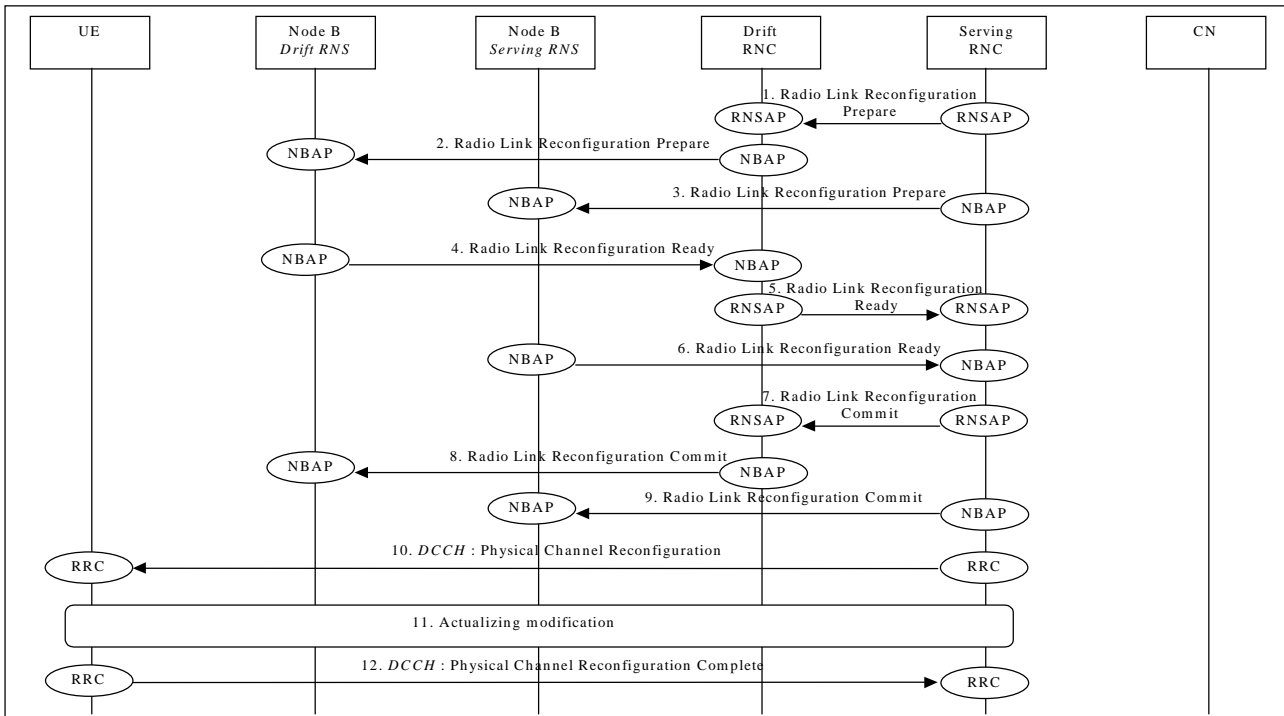 UE
Node B
Drift RNS
Node B
Serving RNS
Drift
RNC
Serving
RNC
CN
1. Radio Link Reconfiguration
Prepare
RNSAP
RNSAP
2. Radio Link Reconfiguration Prepare
NBAP
NBAP
3. Radio Link Reconfiguration Prepare
NBAP
NBAP
4. Radio Link Reconfiguration Ready
NBAP
NBAP
5. Radio Link Reconfiguration
Ready
RNSAP
RNSAP
6. Radio Link Reconfiguration Ready
NBAP
NBAP
7. Radio Link Reconfiguration
Commit
RNSAP
RNSAP
8. Radio Link Reconfiguration Commit
NBAP
NBAP
9. Radio Link Reconfiguration Commit
NBAP
NBAP
10. DCCH : Physical Channel Reconfiguration
RRC
RRC
11. Actualizing modification
12. DCCH : Physical Channel Reconfiguration Complete
RRC
RRC